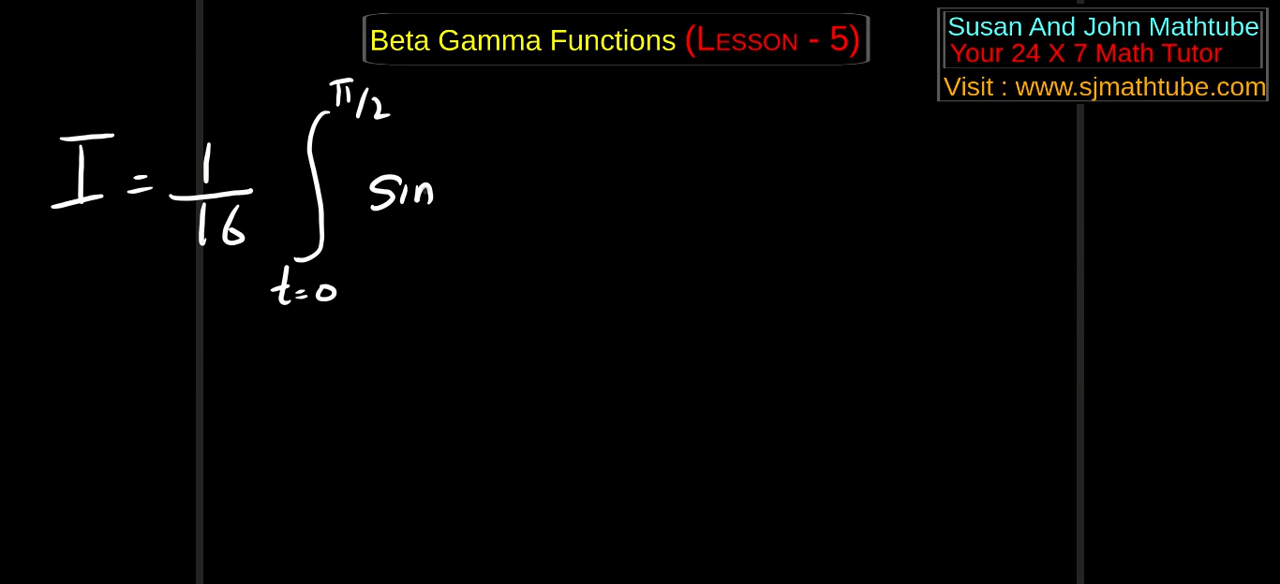 Beta Gamma Functions (Lesson - 5)
Susan And John Mathtube
Your 24 X 7 Math Tutor
Visit : www.sjmathtube.com
π/2
I = 1/16 ∫ sin
t=0